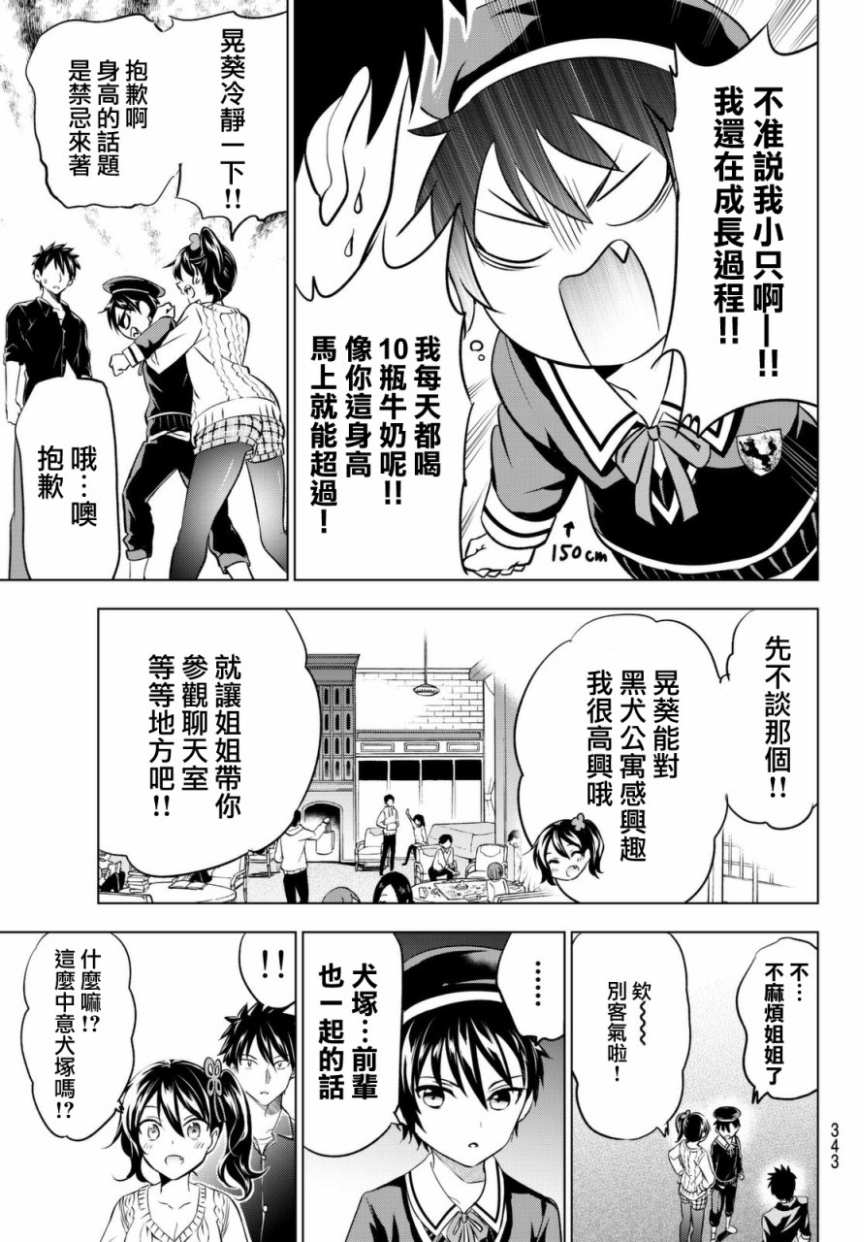 不准說我小只啊—!!
我還在成長過程!!
我每天都喝
10瓶牛奶呢!!
像你這身高
馬上就能超過！
150cm
晃葵冷靜一下!!
抱歉啊
身高的話題
是禁忌來著
哦…噢
抱歉
先不談那個!!
晃葵能對
黑犬公寓感興趣
我很高興哦
就讓姐姐帶你
參觀聊天室
等等地方吧!!
不…
不麻煩姐姐了
欸～～
別客氣啦！
……
犬塚…前輩
也一起的話
!!
什麼嘛!?
這麼中意犬塚嗎!?
343